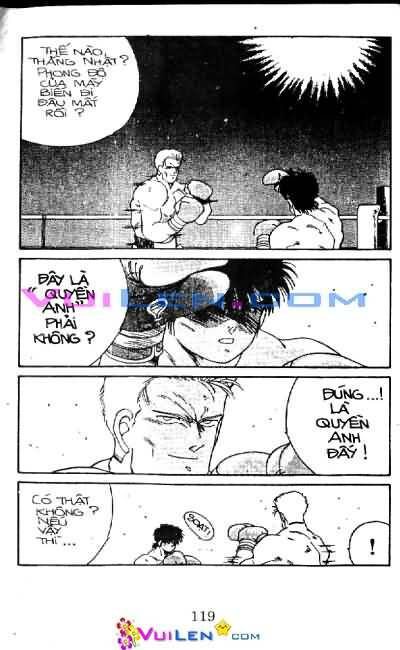 THẾ NÀO,
THẰNG NHẬT?
PHONG ĐỘ
CỦA MÀY
BIẾN ĐI
ĐÂU MẤT
RỒI?
ĐÂY LÀ
"QUYỀN
ANH"
PHẢI
KHÔNG?
VUILEN.COM
ĐÚNG...!
LÀ
QUYỀN
ANH
ĐẤY!
CÓ THẬT
KHÔNG?
NẾU
VẬY
THÌ...
SOẠT!
!
119
VUILEN.COM